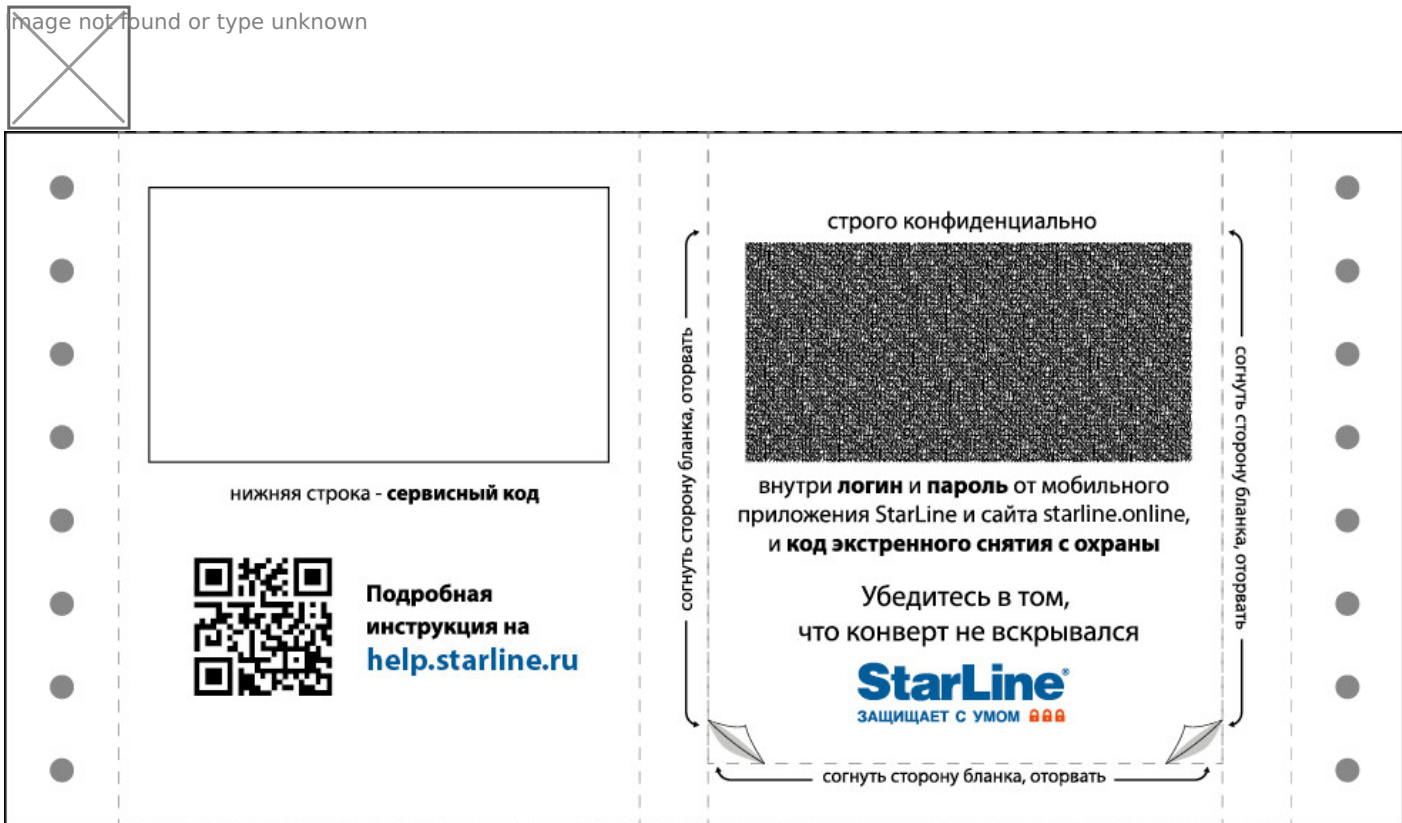 Image not found or type unknown
нижняя строка - сервисный код
Подробная
инструкция на
help.starline.ru
согнуть сторону бланка, оторвать
строго конфиденциально
внутри логин и пароль от мобильного
приложения StarLine и сайта starline.online,
и код экстренного снятия с охраны
Убедитесь в том,
что конверт не вскрывался
StarLine®
ЗАЩИЩАЕТ С УМОМ
согнуть сторону бланка, оторвать
согнуть сторону бланка, оторвать